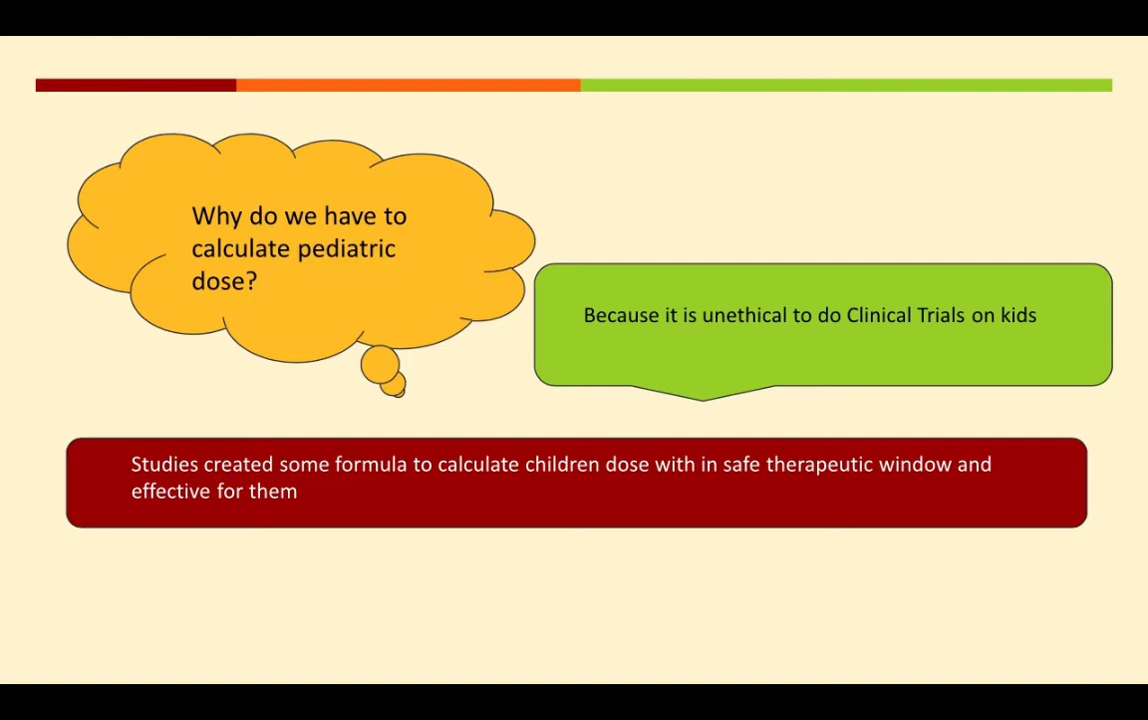 Why do we have to
calculate pediatric
dose?
Because it is unethical to do Clinical Trials on kids
Studies created some formula to calculate children dose with in safe therapeutic window and
effective for them